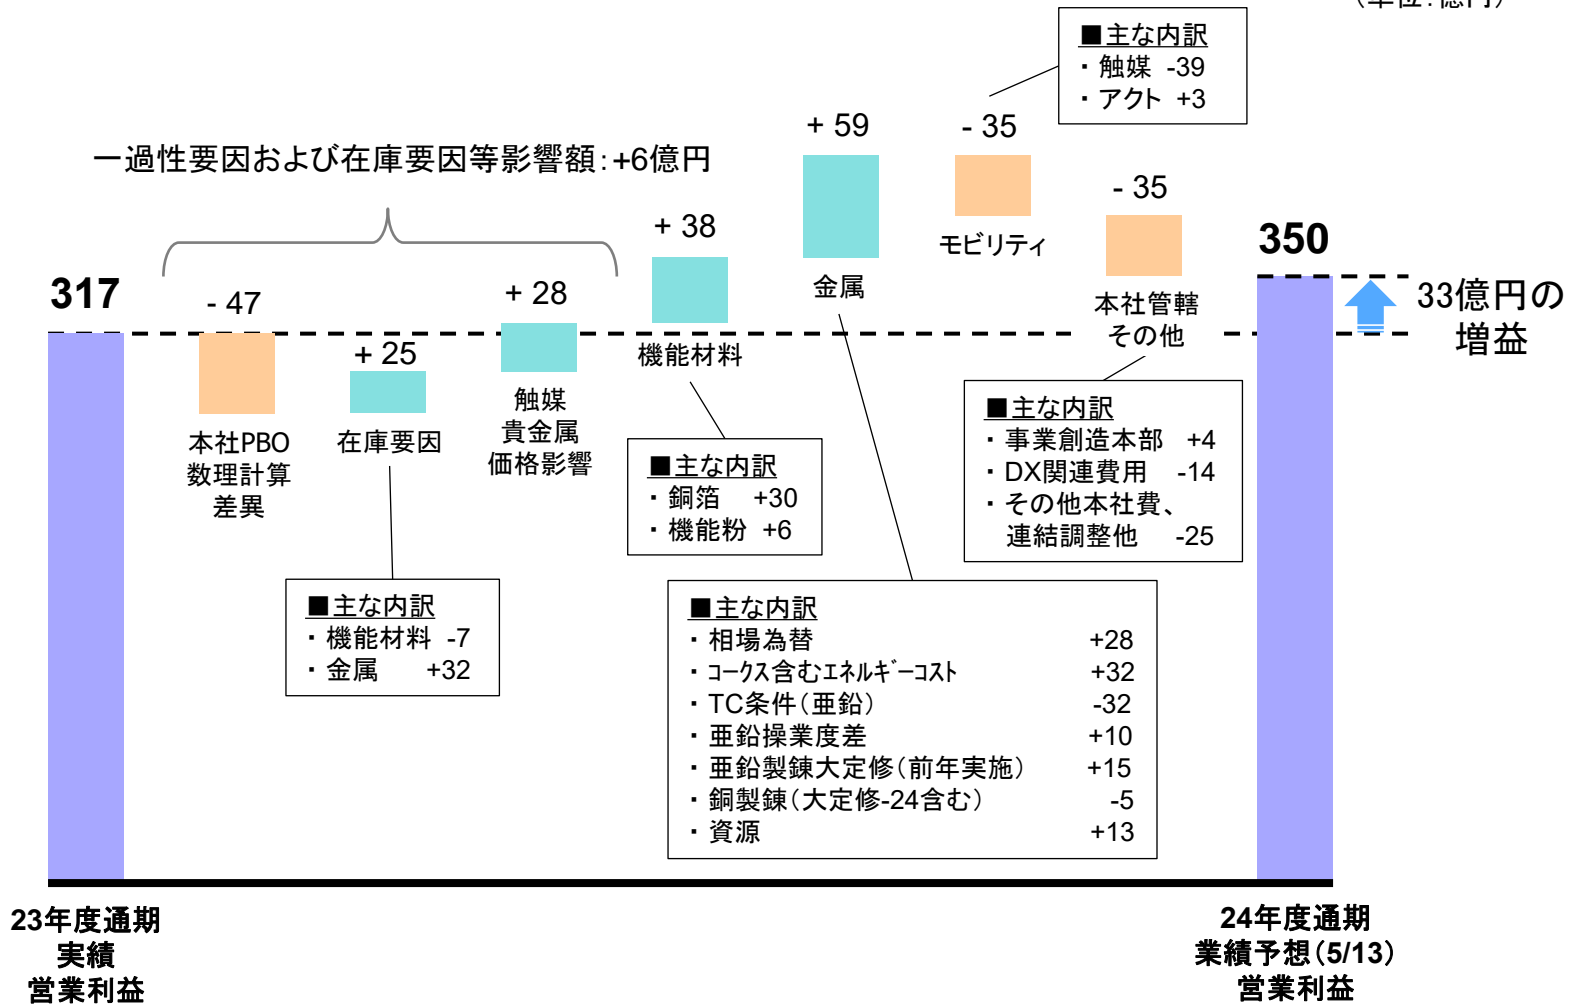 （単位：億円）
■主な内訳
・触媒 -39
・アクト +3
+ 59
- 35
一過性要因および在庫要因等影響額：+6億円
- 35
+ 38
350
モビリティ
317
- 47
+ 28
金属
本社管轄
その他
33億円の
増益
+ 25
機能材料
触媒
貴金属
価格影響
本社PBO
数理計算
差異
在庫要因
■主な内訳
・事業創造本部 +4
・DX関連費用 -14
・その他本社費、
連結調整他 -25
■主な内訳
・銅箔 +30
・機能粉 +6
■主な内訳
・機能材料 -7
・金属 +32
■主な内訳
・相場為替 +28
・ｺｰｸｽ含むｴﾈﾙｷﾞｰｺｽﾄ +32
・TC条件（亜鉛） -32
・亜鉛操業度差 +10
・亜鉛製錬大定修（前年実施） +15
・銅製錬（大定修-24含む） -5
・資源 +13
23年度通期
実績
営業利益
24年度通期
業績予想（5/13）
営業利益